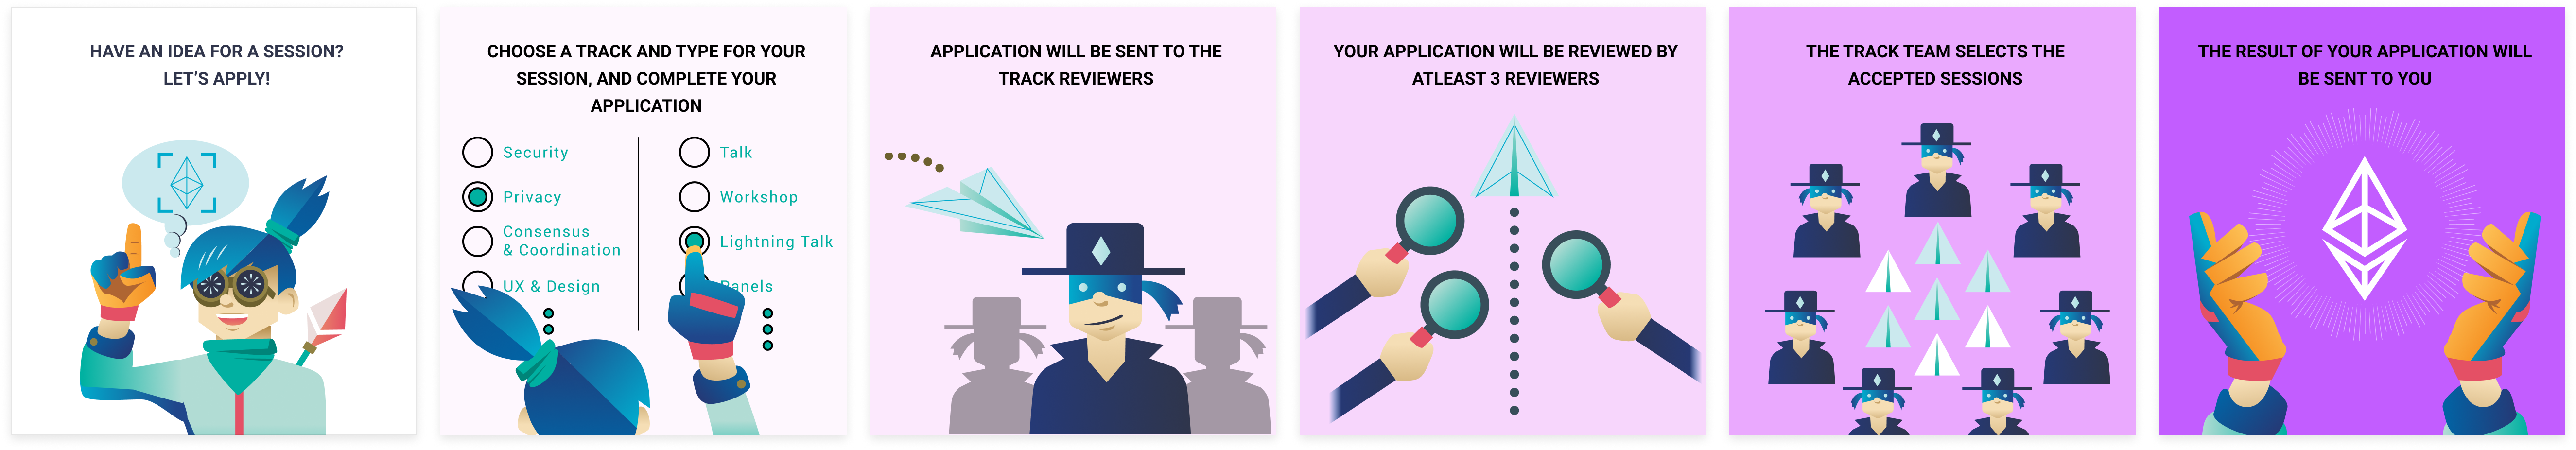 HAVE AN IDEA FOR A SESSION?
LET'S APPLY!
CHOOSE A TRACK AND TYPE FOR YOUR
SESSION, AND COMPLETE YOUR
APPLICATION
Security
Privacy
Consensus
& Coordination
UX & Design
Talk
Workshop
Lightning Talk
Panels
APPLICATION WILL BE SENT TO THE
TRACK REVIEWERS
YOUR APPLICATION WILL BE REVIEWED BY
ATLEAST 3 REVIEWERS
THE TRACK TEAM SELECTS THE
ACCEPTED SESSIONS
THE RESULT OF YOUR APPLICATION WILL
BE SENT TO YOU